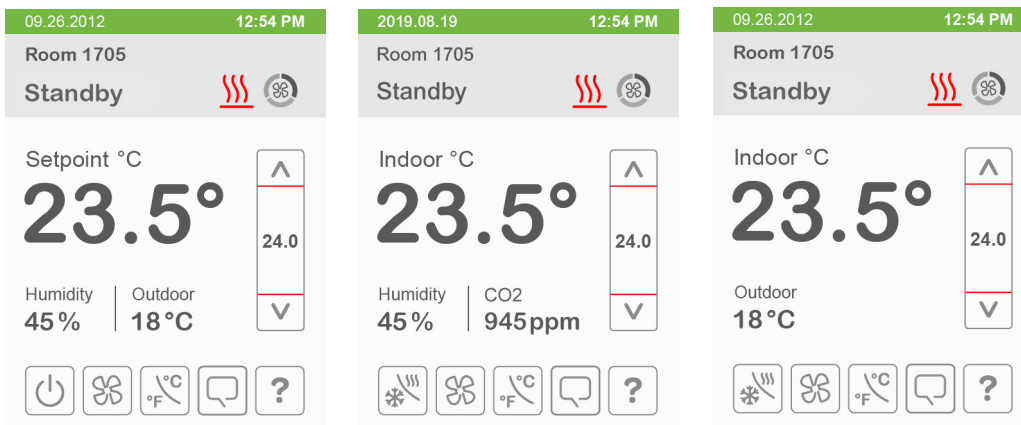 09.26.2012 12:54 PM
Room 1705
Standby
Setpoint °C
23.5°
24.0
Humidity Outdoor
45% 18°C
°C
°F
?
2019.08.19 12:54 PM
Room 1705
Standby
Indoor °C
23.5°
24.0
Humidity CO2
45% 945ppm
°C
°F
?
09.26.2012 12:54 PM
Room 1705
Standby
Indoor °C
23.5°
24.0
Outdoor
18°C
°C
°F
?